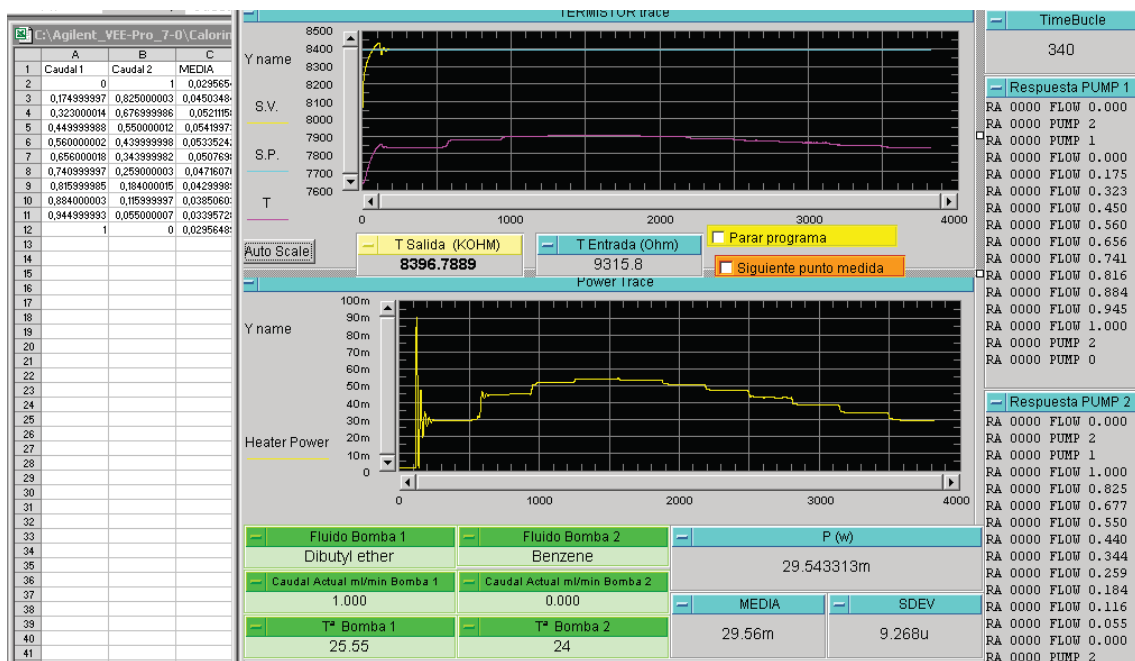 C:\Agilent_VEE-Pro_7-0\Calorin
A B C
1 Caudal 1 Caudal 2 MEDIA
2 0 1 0,029565
3 0,174999997 0,825000003 0,0450348
4 0,323000014 0,676999986 0,052115
5 0,449999988 0,550000012 0,054199
6 0,560000002 0,439999998 0,053352
7 0,656000018 0,343999982 0,05076
8 0,740999997 0,259000003 0,047160
9 0,815999985 0,184000015 0,042999
10 0,884000003 0,115999997 0,038506
11 0,944999993 0,055000007 0,033957
12 1 0 0,029564
13
14
15
16
17
18
19
20
21
22
23
24
25
26
27
28
29
30
31
32
33
34
35
36
37
38
39
40
41
TERMISTOR trace
Y name
S.V.
S.P.
T
8500
8400
8300
8200
8100
8000
7900
7800
7700
7600
0 1000 2000 3000 4000
Auto Scale
T Salida (KOHM)
8396.7889
T Entrada (Ohm)
9315.8
Parar programa
Siguiente punto medida
Power Trace
Y name
Heater Power
100m
90m
80m
70m
60m
50m
40m
30m
20m
10m
0
0 1000 2000 3000 4000
Fluido Bomba 1
Dibutyl ether
Fluido Bomba 2
Benzene
Caudal Actual ml/min Bomba 1
1.000
Caudal Actual ml/min Bomba 2
0.000
Tª Bomba 1
25.55
Tª Bomba 2
24
P (w)
29.543313m
MEDIA
29.56m
SDEV
9.268u
TimeBucle
340
Respuesta PUMP 1
RA 0000 FLOW 0.000
RA 0000 PUMP 2
RA 0000 PUMP 1
RA 0000 FLOW 0.000
RA 0000 FLOW 0.175
RA 0000 FLOW 0.323
RA 0000 FLOW 0.450
RA 0000 FLOW 0.560
RA 0000 FLOW 0.656
RA 0000 FLOW 0.741
RA 0000 FLOW 0.816
RA 0000 FLOW 0.884
RA 0000 FLOW 0.945
RA 0000 FLOW 1.000
RA 0000 PUMP 2
RA 0000 PUMP 0
Respuesta PUMP 2
RA 0000 FLOW 0.000
RA 0000 PUMP 2
RA 0000 PUMP 1
RA 0000 FLOW 1.000
RA 0000 FLOW 0.825
RA 0000 FLOW 0.677
RA 0000 FLOW 0.550
RA 0000 FLOW 0.440
RA 0000 FLOW 0.344
RA 0000 FLOW 0.259
RA 0000 FLOW 0.184
RA 0000 FLOW 0.116
RA 0000 FLOW 0.055
RA 0000 FLOW 0.000
RA 0000 PUMP 2